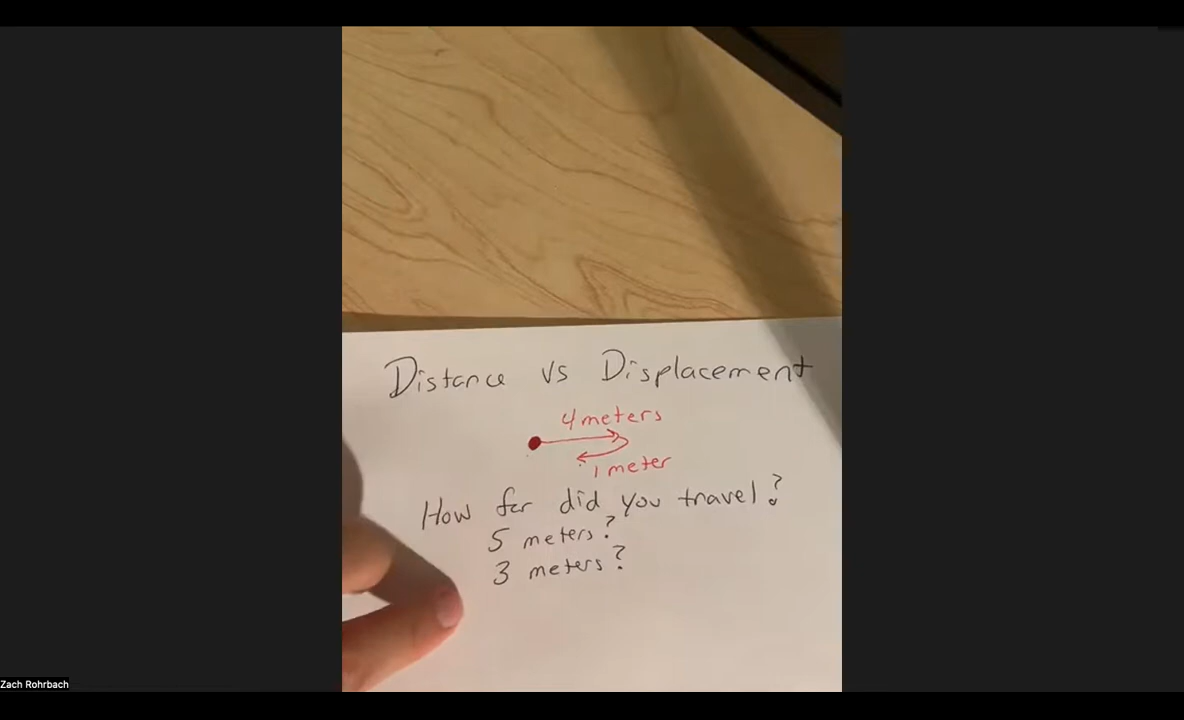 Distance vs Displacement
4 meters
1 meter
How far did you travel?
5 meters?
3 meters?
Zach Rohrbach